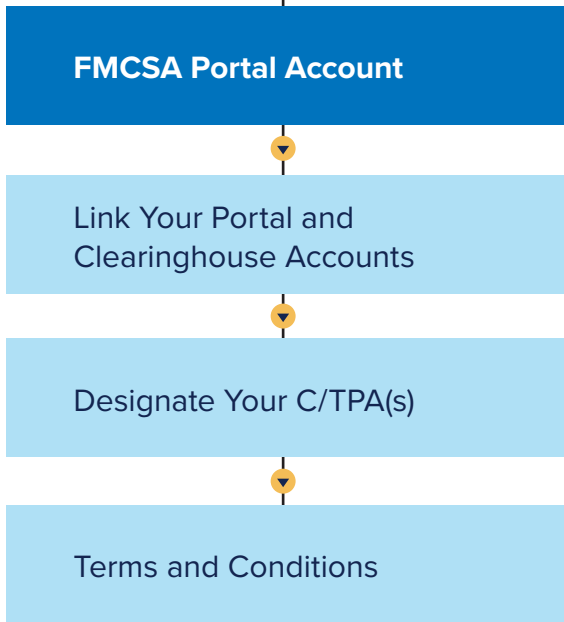 FMCSA Portal Account
Link Your Portal and
Clearinghouse Accounts
Designate Your C/TPA(s)
Terms and Conditions